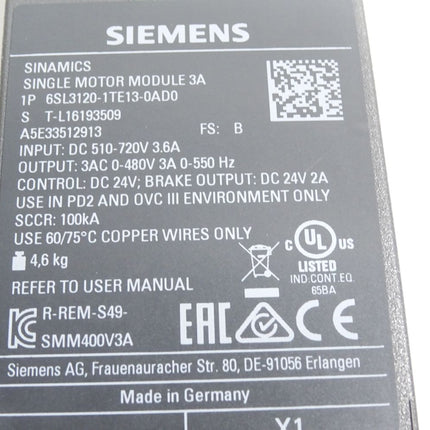 SIEMENS
SINAMICS
SINGLE MOTOR MODULE 3A
1P 6SL3120-1TE13-0AD0
S T-L16193509
A5E33512913 FS: B
INPUT: DC 510-720V 3.6A
OUTPUT: 3AC 0-480V 3A 0-550 Hz
CONTROL: DC 24V; BRAKE OUTPUT: DC 24V 2A
USE IN PD2 AND OVC III ENVIRONMENT ONLY
SCCR: 100kA
USE 60/75°C COPPER WIRES ONLY
4,6 kg
C UL US
LISTED
IND.CONT.EQ.
65BA
REFER TO USER MANUAL
R-REM-S49-
SMM400V3A
EAC CE
Siemens AG, Frauenauracher Str. 80, DE-91056 Erlangen
Made in Germany
X1